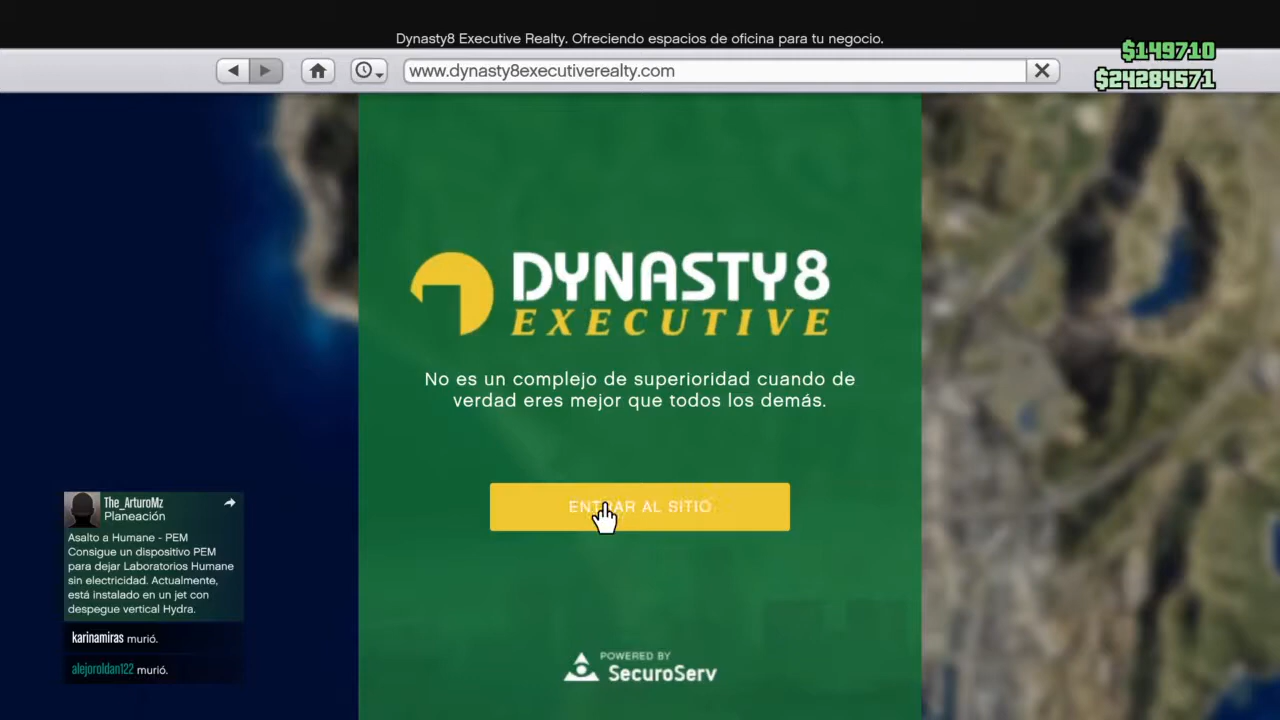 Dynasty8 Executive Realty. Ofreciendo espacios de oficina para tu negocio.
$149710
www.dynasty8executiverealty.com
$24284571
DYNASTY8
EXECUTIVE
No es un complejo de superioridad cuando de
verdad eres mejor que todos los demás.
ENTRAR AL SITIO
The_ArturoMz
Planeación
Asalto a Humane - PEM
Consigue un dispositivo PEM
para dejar Laboratorios Humane
sin electricidad. Actualmente,
está instalado en un jet con
despegue vertical Hydra.
karinamiras murió.
alejoroldan122 murió.
POWERED BY
SecuroServ